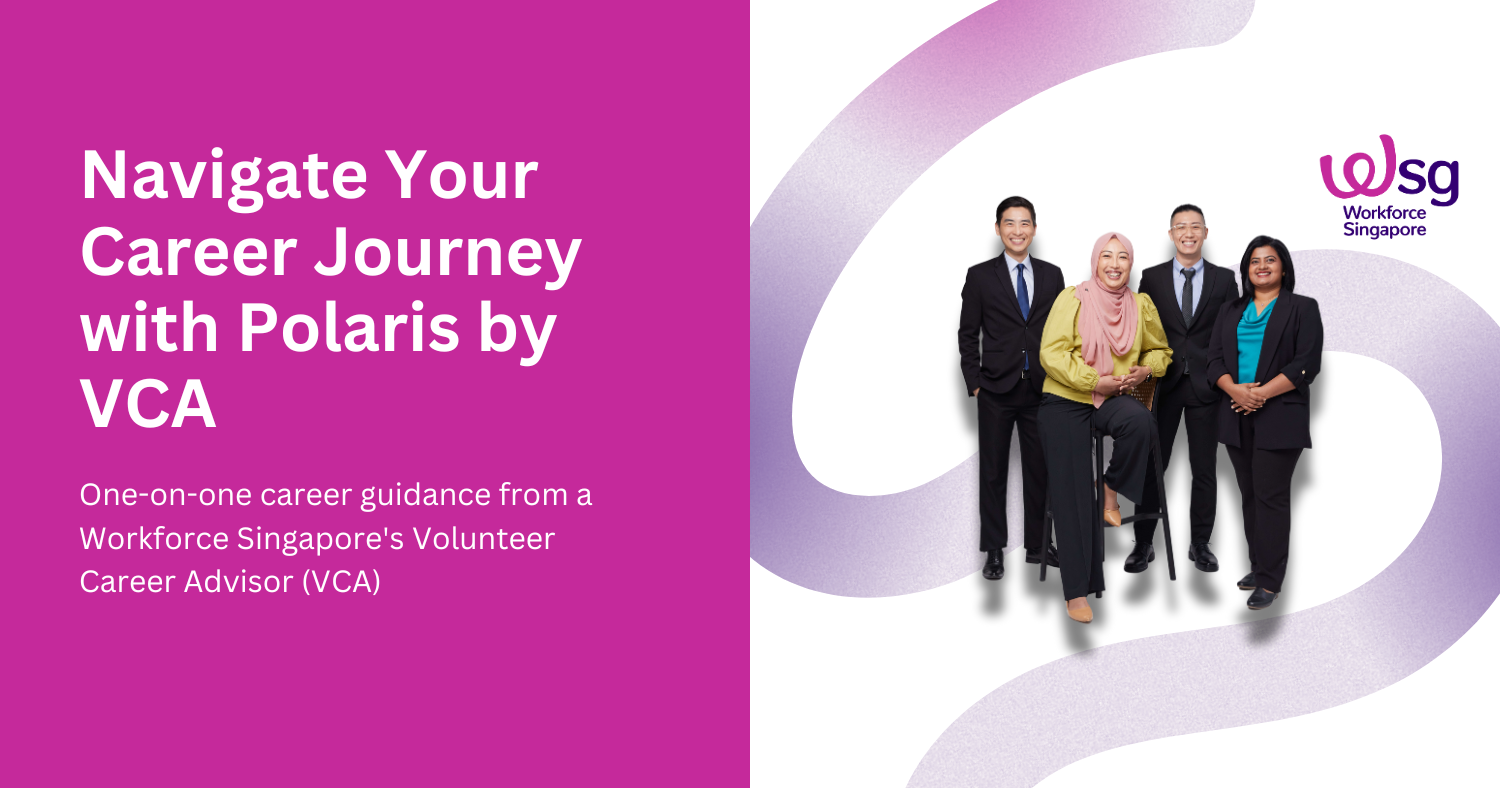 Navigate Your
Career Journey
with Polaris by
VCA
One-on-one career guidance from a
Workforce Singapore's Volunteer
Career Advisor (VCA)
wsg
Workforce
Singapore